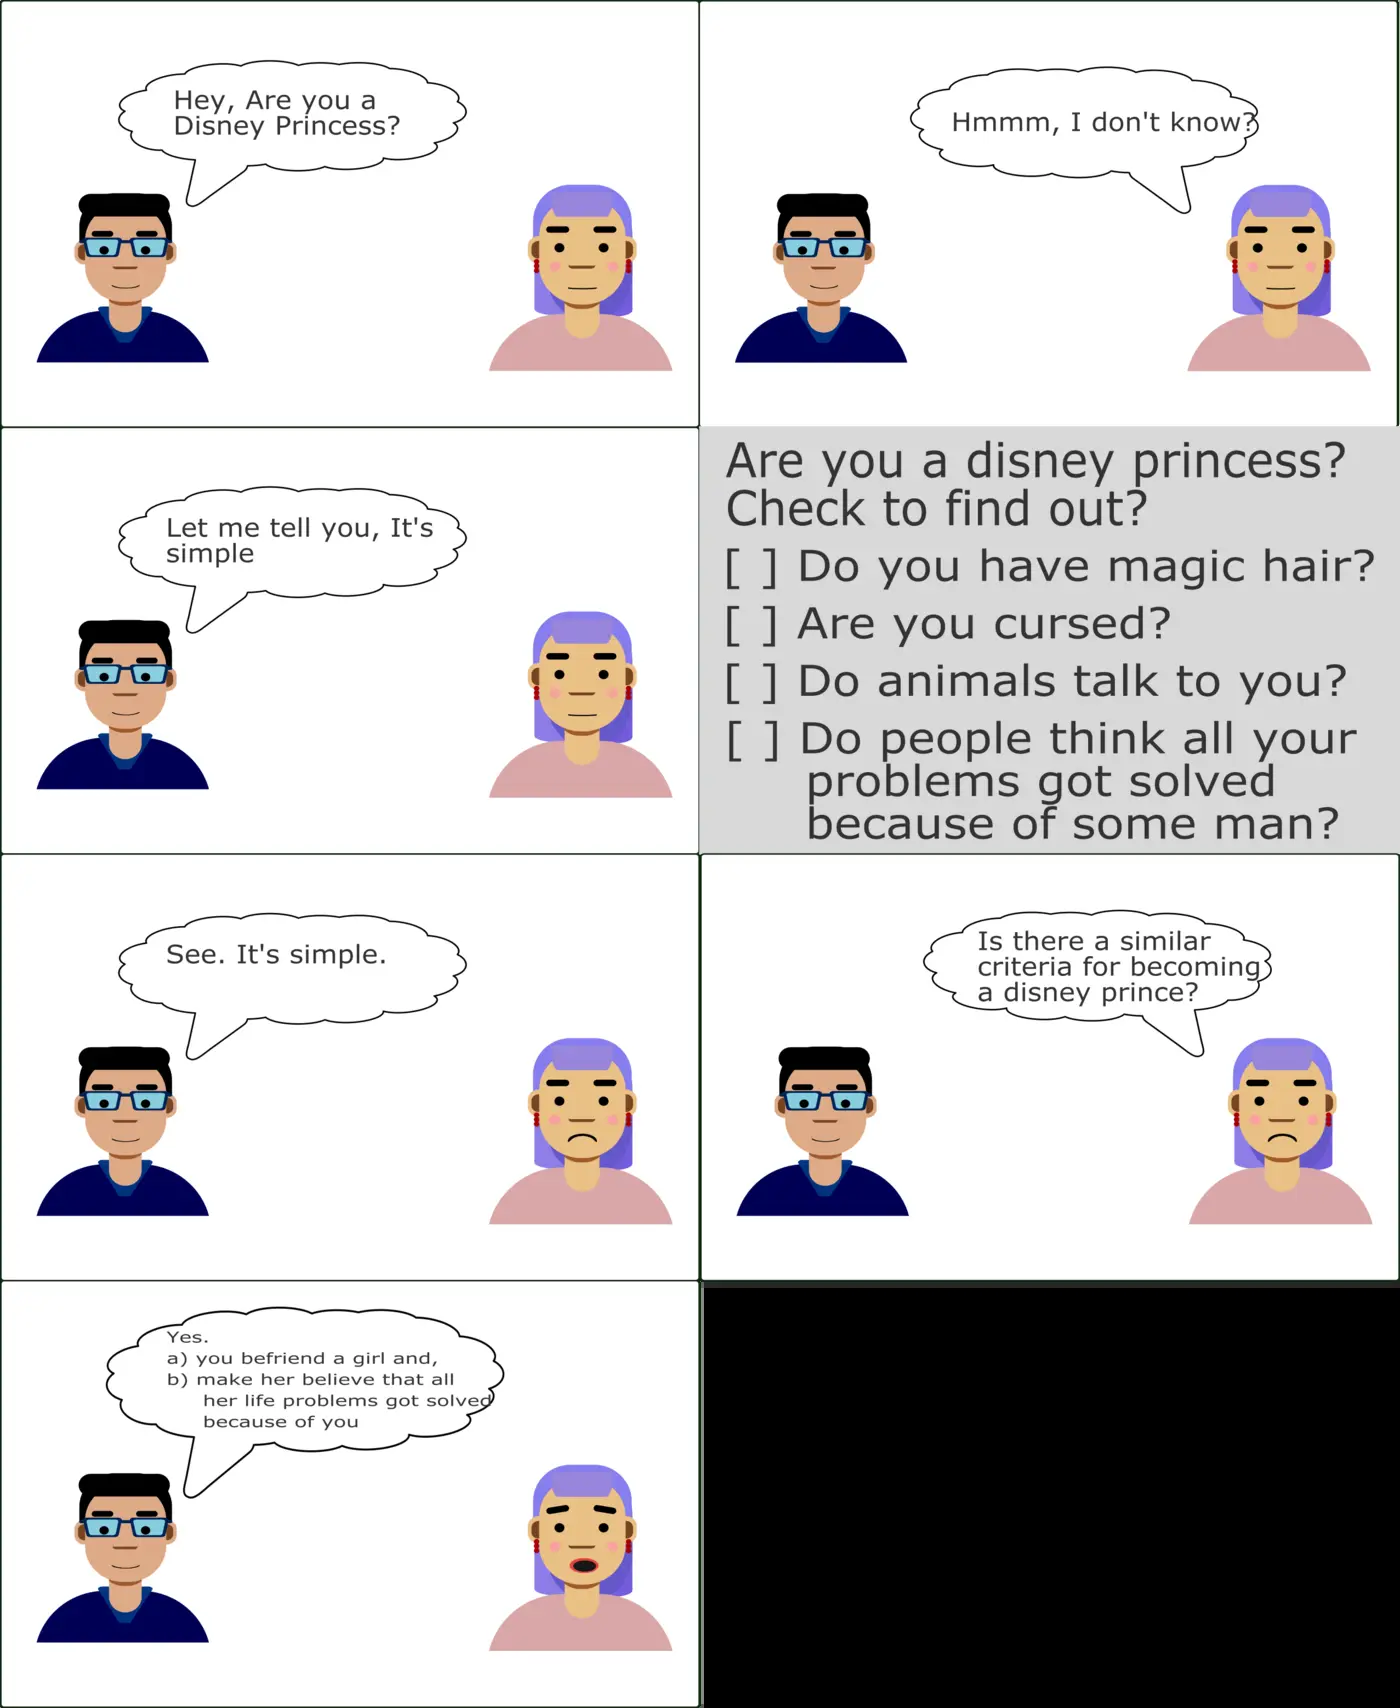 Hey, Are you a
Disney Princess?
Hmmm, I don't know?
Let me tell you, It's
simple
Are you a disney princess?
Check to find out?
[ ] Do you have magic hair?
[ ] Are you cursed?
[ ] Do animals talk to you?
[ ] Do people think all your
problems got solved
because of some man?
See. It's simple.
Is there a similar
criteria for becoming
a disney prince?
Yes.
a) you befriend a girl and,
b) make her believe that all
her life problems got solved
because of you